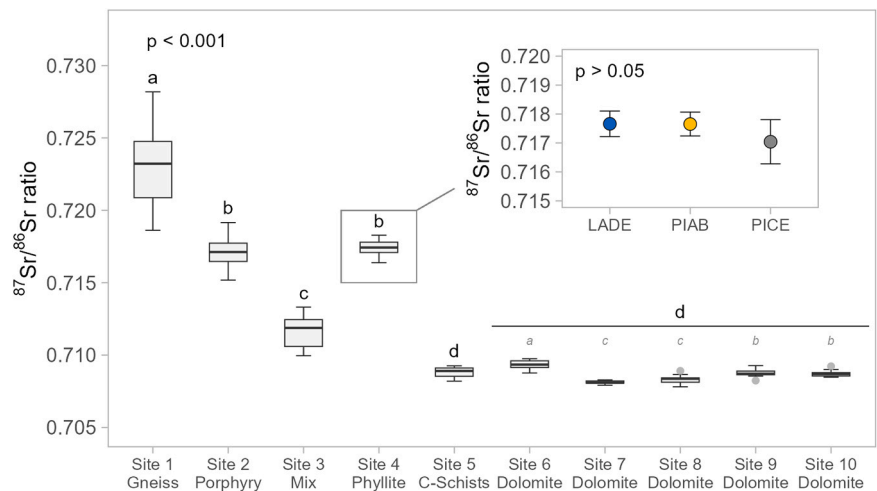 p < 0.001
0.730
0.725
0.720
0.715
0.710
0.705
⁸⁷Sr/⁸⁶Sr ratio
a
b
c
b
d
d
a
c
c
b
b
p > 0.05
0.720
0.719
0.718
0.717
0.716
0.715
⁸⁷Sr/⁸⁶Sr ratio
LADE PIAB PICE
Site 1 Site 2 Site 3 Site 4 Site 5 Site 6 Site 7 Site 8 Site 9 Site 10
Gneiss Porphyry Mix Phyllite C-Schists Dolomite Dolomite Dolomite Dolomite Dolomite